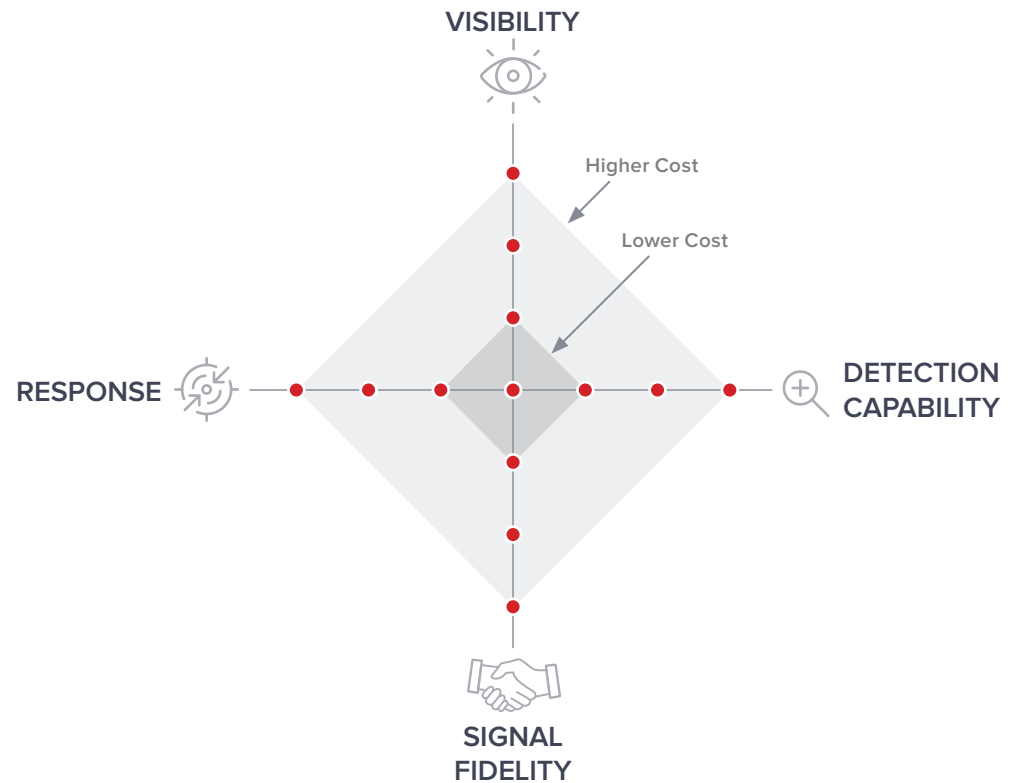 VISIBILITY
Higher Cost
Lower Cost
RESPONSE
DETECTION
CAPABILITY
SIGNAL
FIDELITY